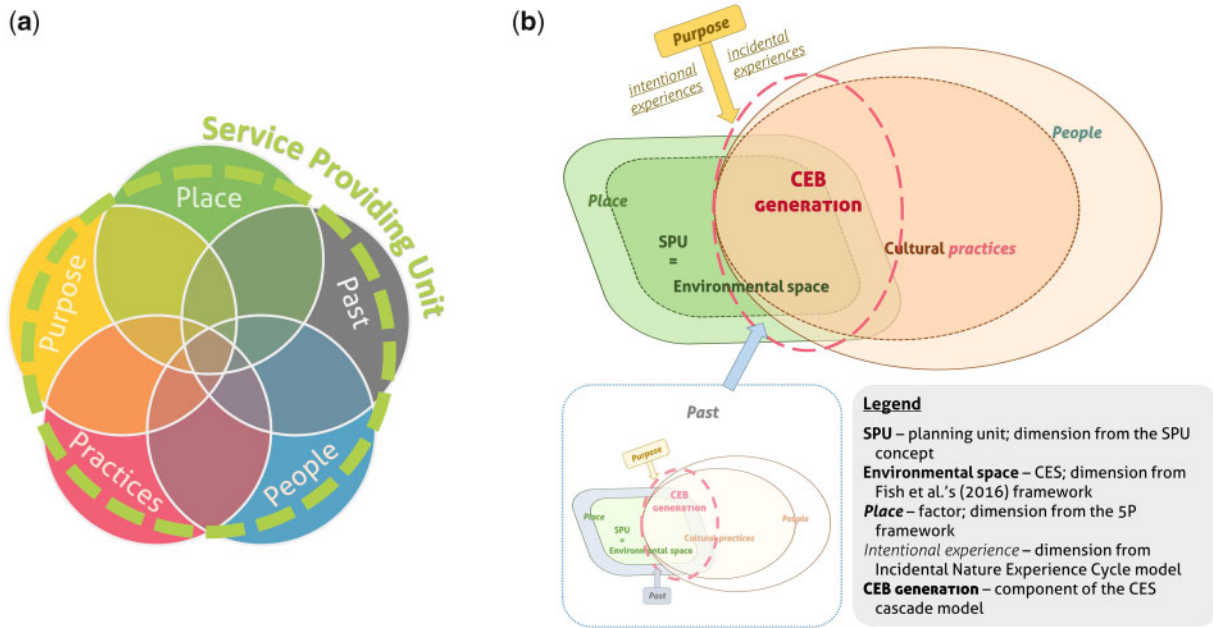 (a)
Service Providing Unit
Place
Purpose
Past
Practices
People
(b)
Purpose
intentional
experiences
incidental
experiences
People
Place
CEB
GENERATION
SPU
=
Environmental space
Cultural practices
Past
Purpose
CEB
GENERATION
Place
People
SPU
=
Environmental space
Cultural practices
Past
Legend
SPU – planning unit; dimension from the SPU
concept
Environmental space – CES; dimension from
Fish et al.'s (2016) framework
Place – factor; dimension from the 5P
framework
Intentional experience – dimension from
Incidental Nature Experience Cycle model
CEB GENERATION – component of the CES
cascade model